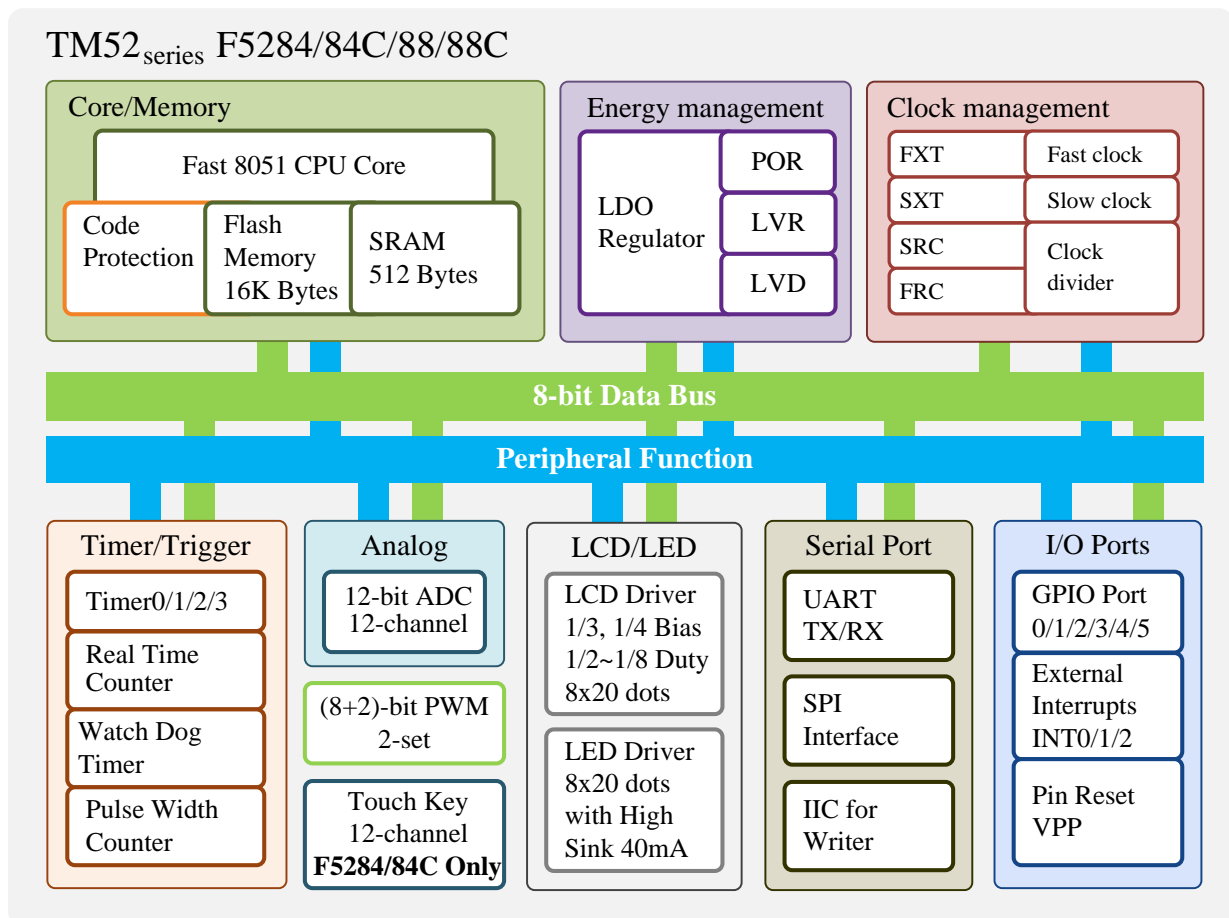 TM52series F5284/84C/88/88C
Core/Memory
Fast 8051 CPU Core
Code
Protection
Flash
Memory
16K Bytes
SRAM
512 Bytes
Energy management
LDO
Regulator
POR
LVR
LVD
Clock management
FXT
SXT
SRC
FRC
Fast clock
Slow clock
Clock
divider
8-bit Data Bus
Peripheral Function
Timer/Trigger
Timer0/1/2/3
Real Time
Counter
Watch Dog
Timer
Pulse Width
Counter
Analog
12-bit ADC
12-channel
(8+2)-bit PWM
2-set
Touch Key
12-channel
F5284/84C Only
LCD/LED
LCD Driver
1/3, 1/4 Bias
1/2~1/8 Duty
8x20 dots
LED Driver
8x20 dots
with High
Sink 40mA
Serial Port
UART
TX/RX
SPI
Interface
IIC for
Writer
I/O Ports
GPIO Port
0/1/2/3/4/5
External
Interrupts
INT0/1/2
Pin Reset
VPP